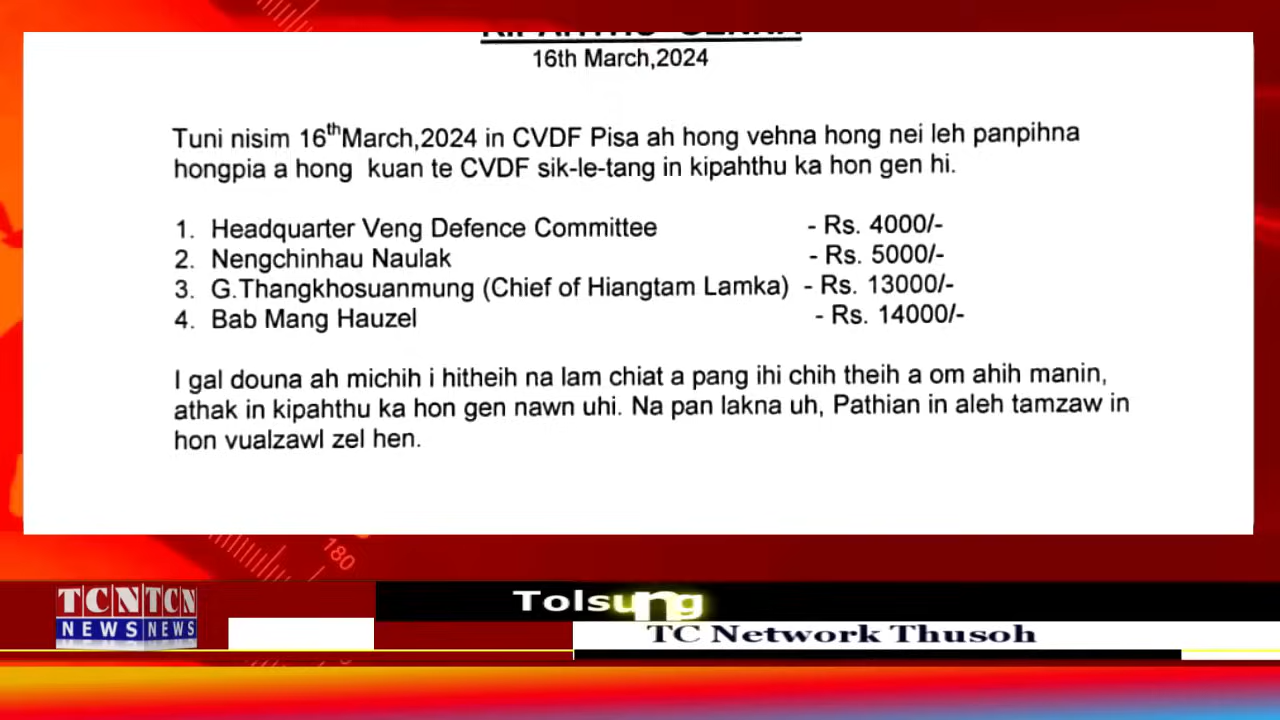 KIPAHTHU GENNA
16th March,2024
Tuni nisim 16thMarch,2024 in CVDF Pisa ah hong vehna hong nei leh panpihna
hongpia a hong kuan te CVDF sik-le-tang in kipahthu ka hon gen hi.
1. Headquarter Veng Defence Committee - Rs. 4000/-
2. Nengchinhau Naulak - Rs. 5000/-
3. G.Thangkhosuanmung (Chief of Hiangtam Lamka) - Rs. 13000/-
4. Bab Mang Hauzel - Rs. 14000/-
I gal douna ah michih i hitheih na lam chiat a pang ihi chih theih a om ahih manin,
athak in kipahthu ka hon gen nawn uhi. Na pan lakna uh, Pathian in aleh tamzaw in
hon vualzawl zel hen.
180
TCN TCN
NEWS NEWS
Tolsung
TC Network Thusoh